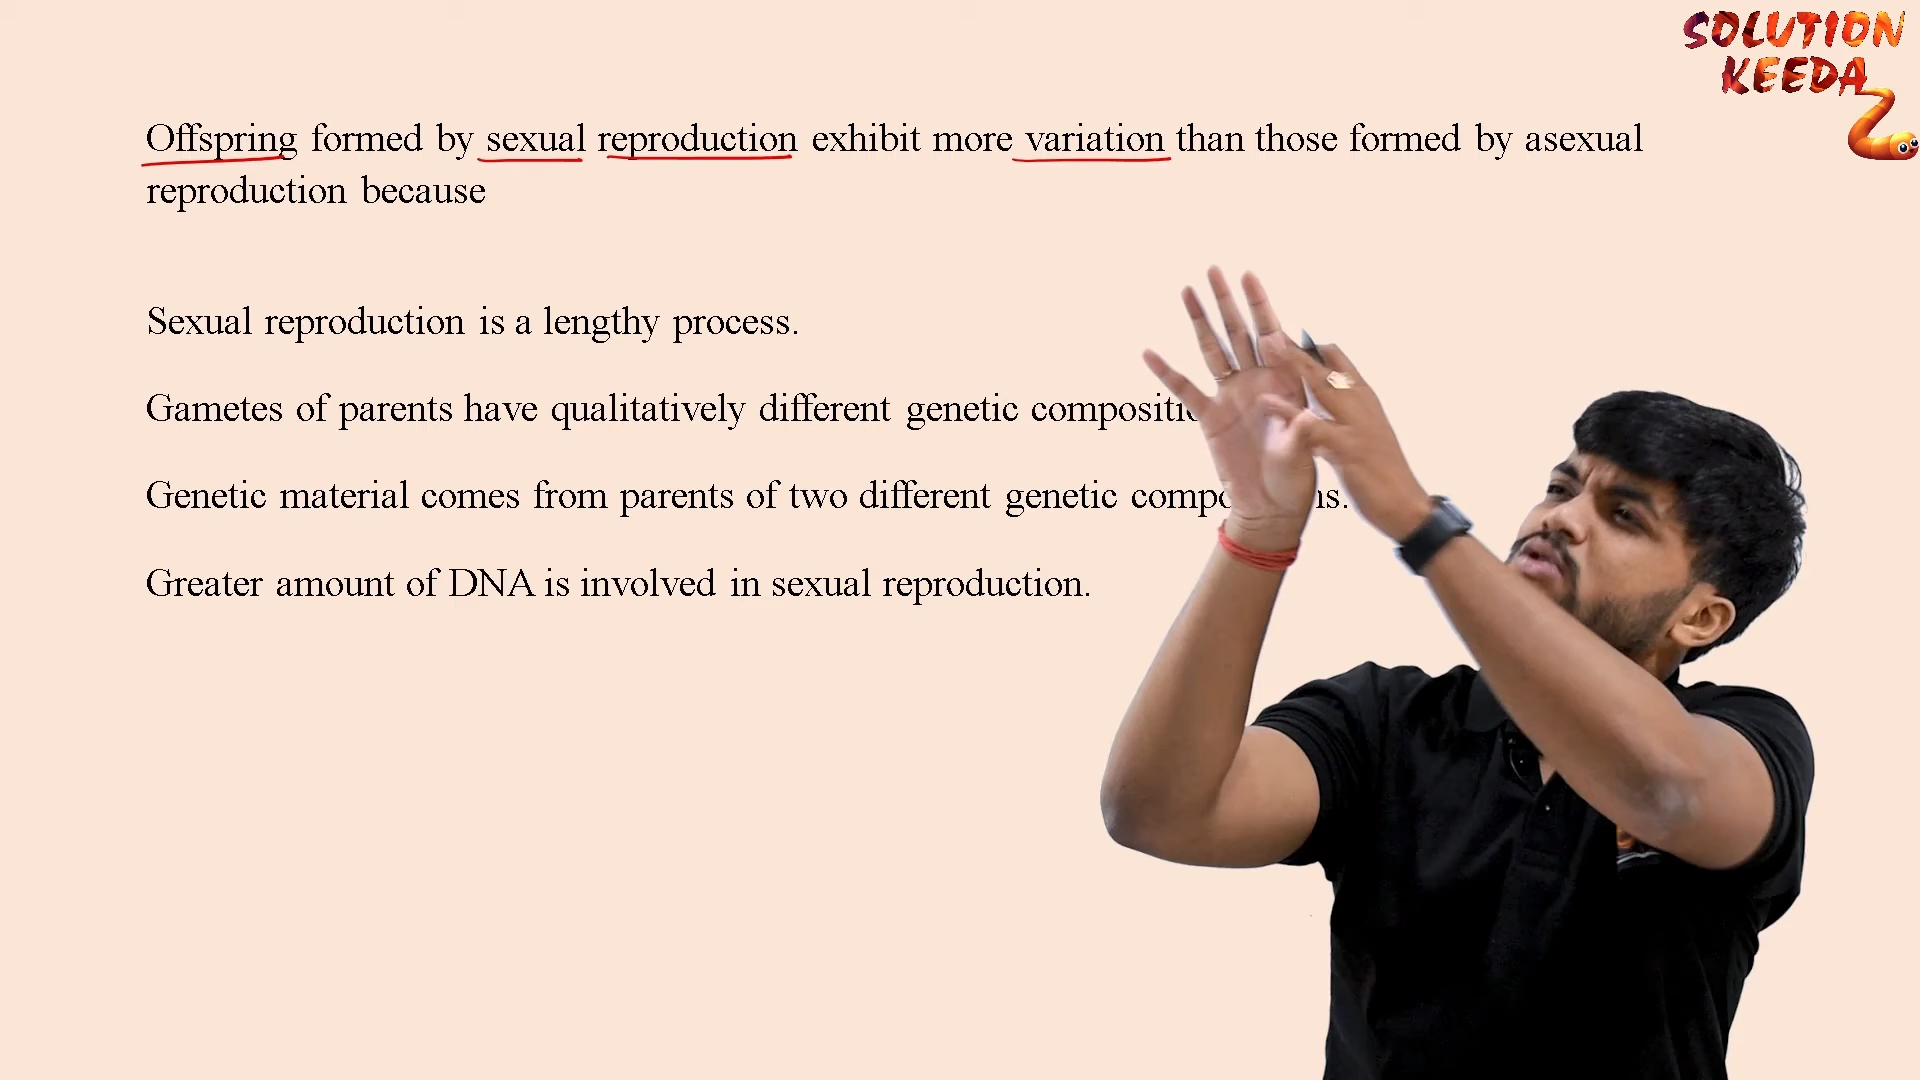 SOLUTION
KEEDA
Offspring formed by sexual reproduction exhibit more variation than those formed by asexual
reproduction because
Sexual reproduction is a lengthy process.
Gametes of parents have qualitatively different genetic
Genetic material comes from parents of two different genetic
Greater amount of DNA is involved in sexual reproduction.